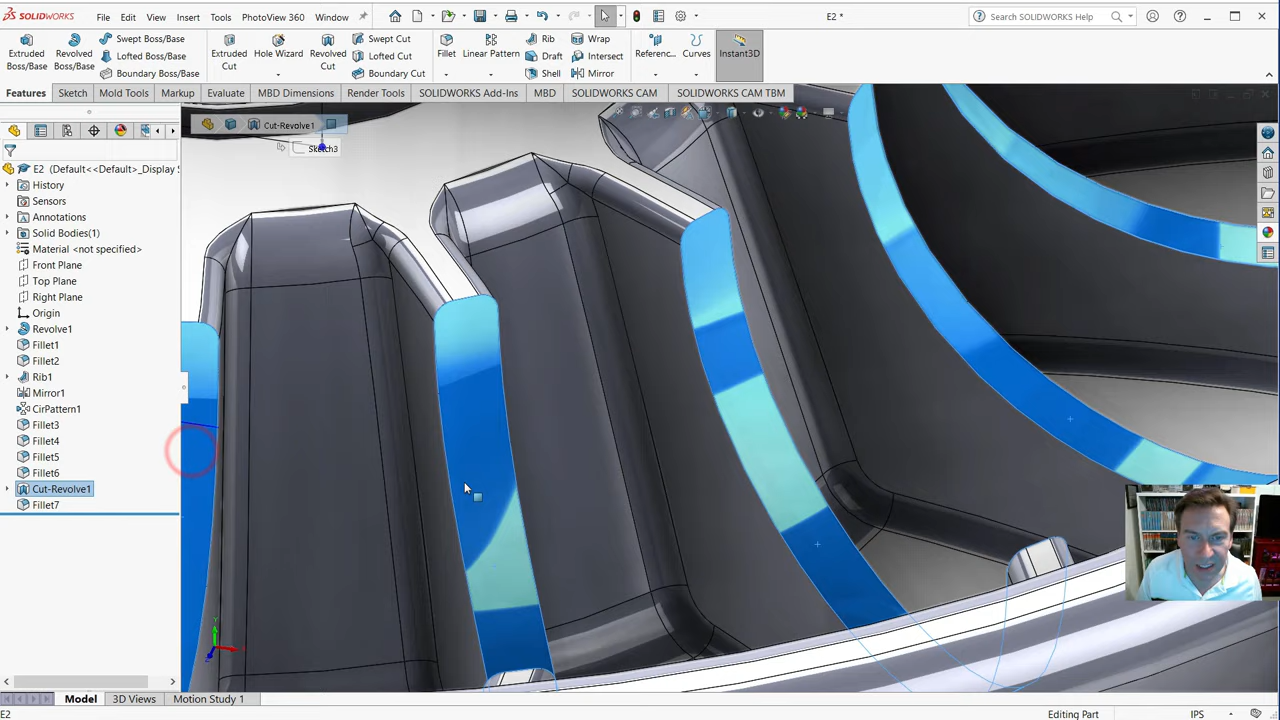 SOLIDWORKS File Edit View Insert Tools PhotoView 360 Window E2 * Search SOLIDWORKS Help
Extruded Boss/Base Revolved Boss/Base Swept Boss/Base Lofted Boss/Base Boundary Boss/Base Extruded Cut Hole Wizard Revolved Cut Swept Cut Lofted Cut Boundary Cut Fillet Linear Pattern Rib Draft Shell Wrap Intersect Mirror Referenc... Curves Instant3D
Features Sketch Mold Tools Markup Evaluate MBD Dimensions Render Tools SOLIDWORKS Add-Ins MBD SOLIDWORKS CAM SOLIDWORKS CAM TBM
Cut-Revolve1
Sketch3
E2 (Default<<Default>_Display S
History
Sensors
Annotations
Solid Bodies(1)
Material <not specified>
Front Plane
Top Plane
Right Plane
Origin
Revolve1
Fillet1
Fillet2
Rib1
Mirror1
CirPattern1
Fillet3
Fillet4
Fillet5
Fillet6
Cut-Revolve1
Fillet7
Model 3D Views Motion Study 1
E2 Editing Part IPS